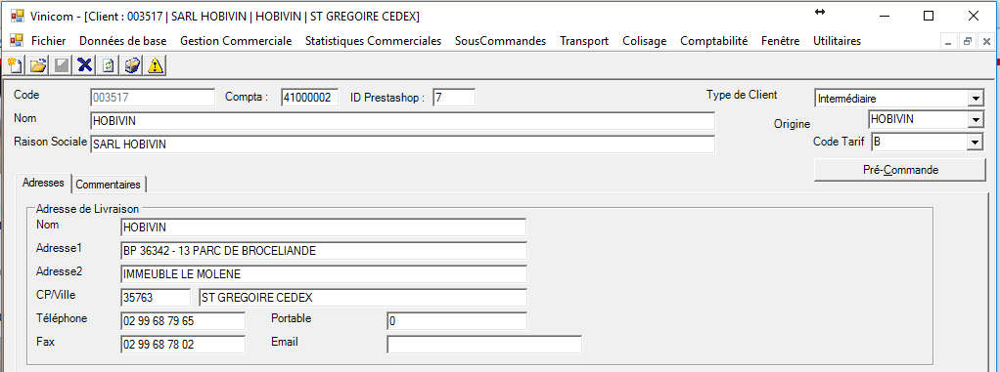 Vinicom - [Client : 003517 | SARL HOBIVIN | HOBIVIN | ST GREGOIRE CEDEX]
Fichier Données de base Gestion Commerciale Statistiques Commerciales SousCommandes Transport Colisage Comptabilité Fenêtre Utilitaires
Code 003517 Compta : 41000002 ID Prestashop : 7 Type de Client Intermédiaire
Nom HOBIVIN Origine HOBIVIN
Raison Sociale SARL HOBIVIN Code Tarif B
Pré-Commande
Adresses Commentaires
Adresse de Livraison
Nom HOBIVIN
Adresse1 BP 36342 - 13 PARC DE BROCELIANDE
Adresse2 IMMEUBLE LE MOLENE
CP/Ville 35763 ST GREGOIRE CEDEX
Téléphone 02 99 68 79 65 Portable 0
Fax 02 99 68 78 02 Email